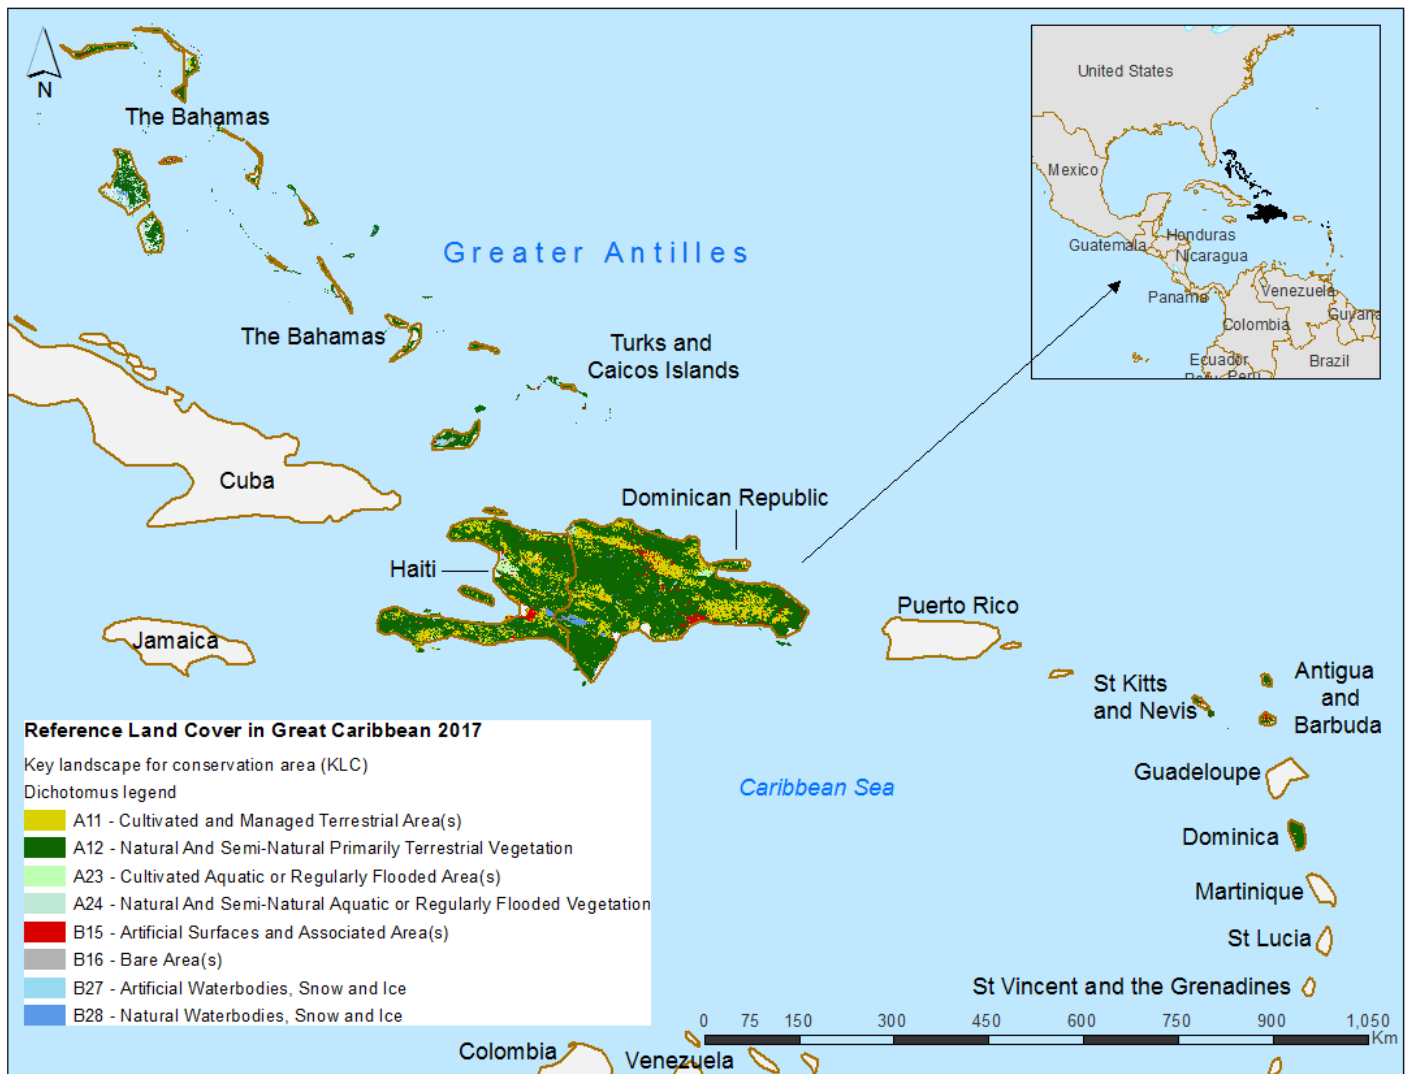 N
The Bahamas
United States
Mexico
Honduras
Guatemala
Nicaragua
Panama
Venezuela
Guyana
Colombia
Ecuador
Peru
Brazil
Greater Antilles
The Bahamas
Turks and
Caicos Islands
Cuba
Dominican Republic
Haiti
Puerto Rico
Jamaica
St Kitts
and Nevis
Antigua
and
Barbuda
Guadeloupe
Caribbean Sea
Dominica
Martinique
St Lucia
St Vincent and the Grenadines
Reference Land Cover in Great Caribbean 2017
Key landscape for conservation area (KLC)
Dichotomus legend
A11 - Cultivated and Managed Terrestrial Area(s)
A12 - Natural And Semi-Natural Primarily Terrestrial Vegetation
A23 - Cultivated Aquatic or Regularly Flooded Area(s)
A24 - Natural And Semi-Natural Aquatic or Regularly Flooded Vegetation
B15 - Artificial Surfaces and Associated Area(s)
B16 - Bare Area(s)
B27 - Artificial Waterbodies, Snow and Ice
B28 - Natural Waterbodies, Snow and Ice
0 75 150 300 450 600 750 900 1,050
Km
Colombia
Venezuela